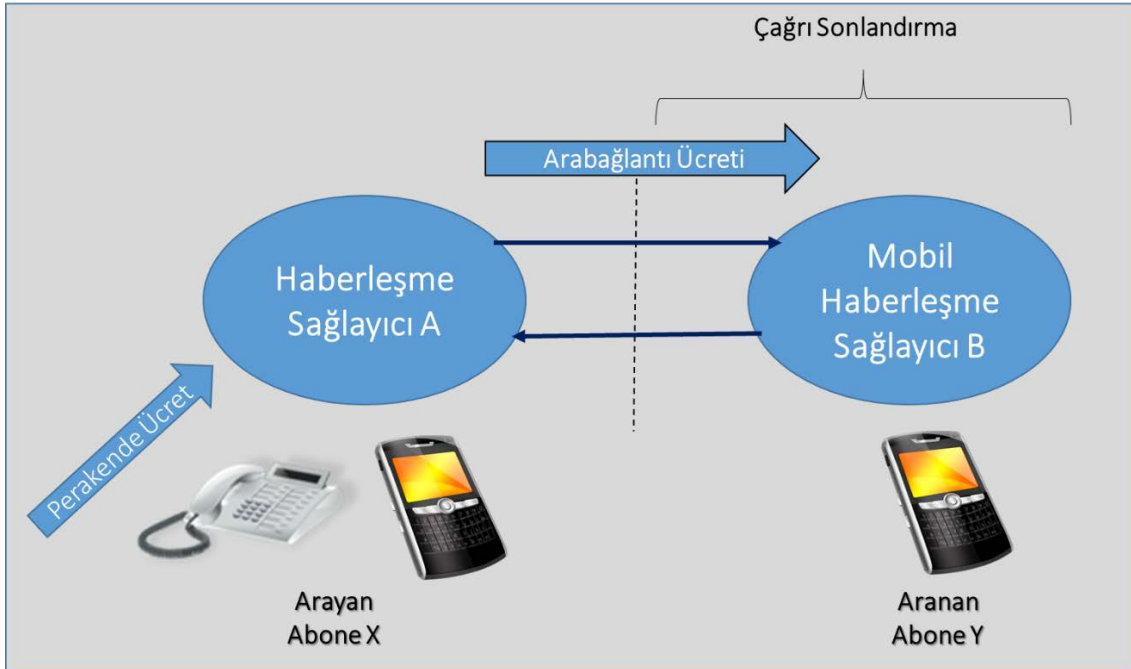 Çağrı Sonlandırma
Arabağlantı Ücreti
Haberleşme
Sağlayıcı A
Mobil
Haberleşme
Sağlayıcı B
Perakende Ücret
Arayan
Abone X
Aranan
Abone Y